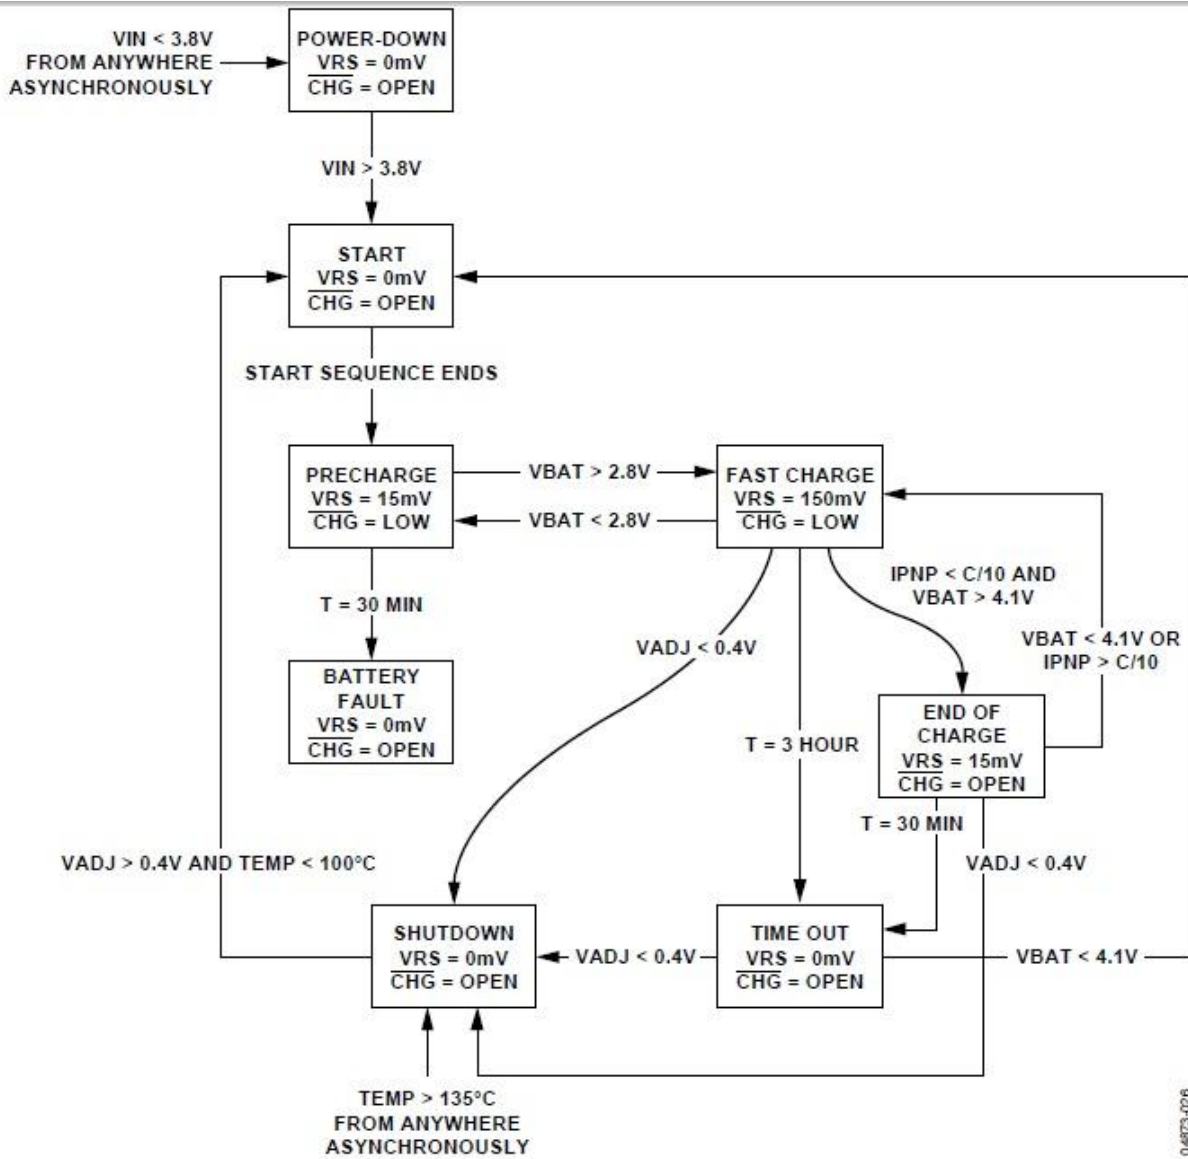 VIN < 3.8V
FROM ANYWHERE
ASYNCHRONOUSLY
POWER-DOWN
VRS = 0mV
CHG = OPEN
VIN > 3.8V
START
VRS = 0mV
CHG = OPEN
START SEQUENCE ENDS
PRECHARGE
VRS = 15mV
CHG = LOW
VBAT > 2.8V
VBAT < 2.8V
FAST CHARGE
VRS = 150mV
CHG = LOW
T = 30 MIN
IPNP < C/10 AND
VBAT > 4.1V
VADJ < 0.4V
VBAT < 4.1V OR
IPNP > C/10
BATTERY
FAULT
VRS = 0mV
CHG = OPEN
T = 3 HOUR
END OF
CHARGE
VRS = 15mV
CHG = OPEN
T = 30 MIN
VADJ < 0.4V
VADJ > 0.4V AND TEMP < 100°C
SHUTDOWN
VRS = 0mV
CHG = OPEN
VADJ < 0.4V
TIME OUT
VRS = 0mV
CHG = OPEN
VBAT < 4.1V
TEMP > 135°C
FROM ANYWHERE
ASYNCHRONOUSLY
04873-026